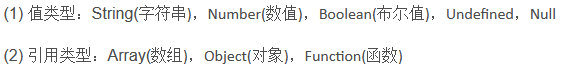 (1) 值类型：String(字符串)，Number(数值)，Boolean(布尔值)，Undefined，Null
(2) 引用类型：Array(数组)，Object(对象)，Function(函数)